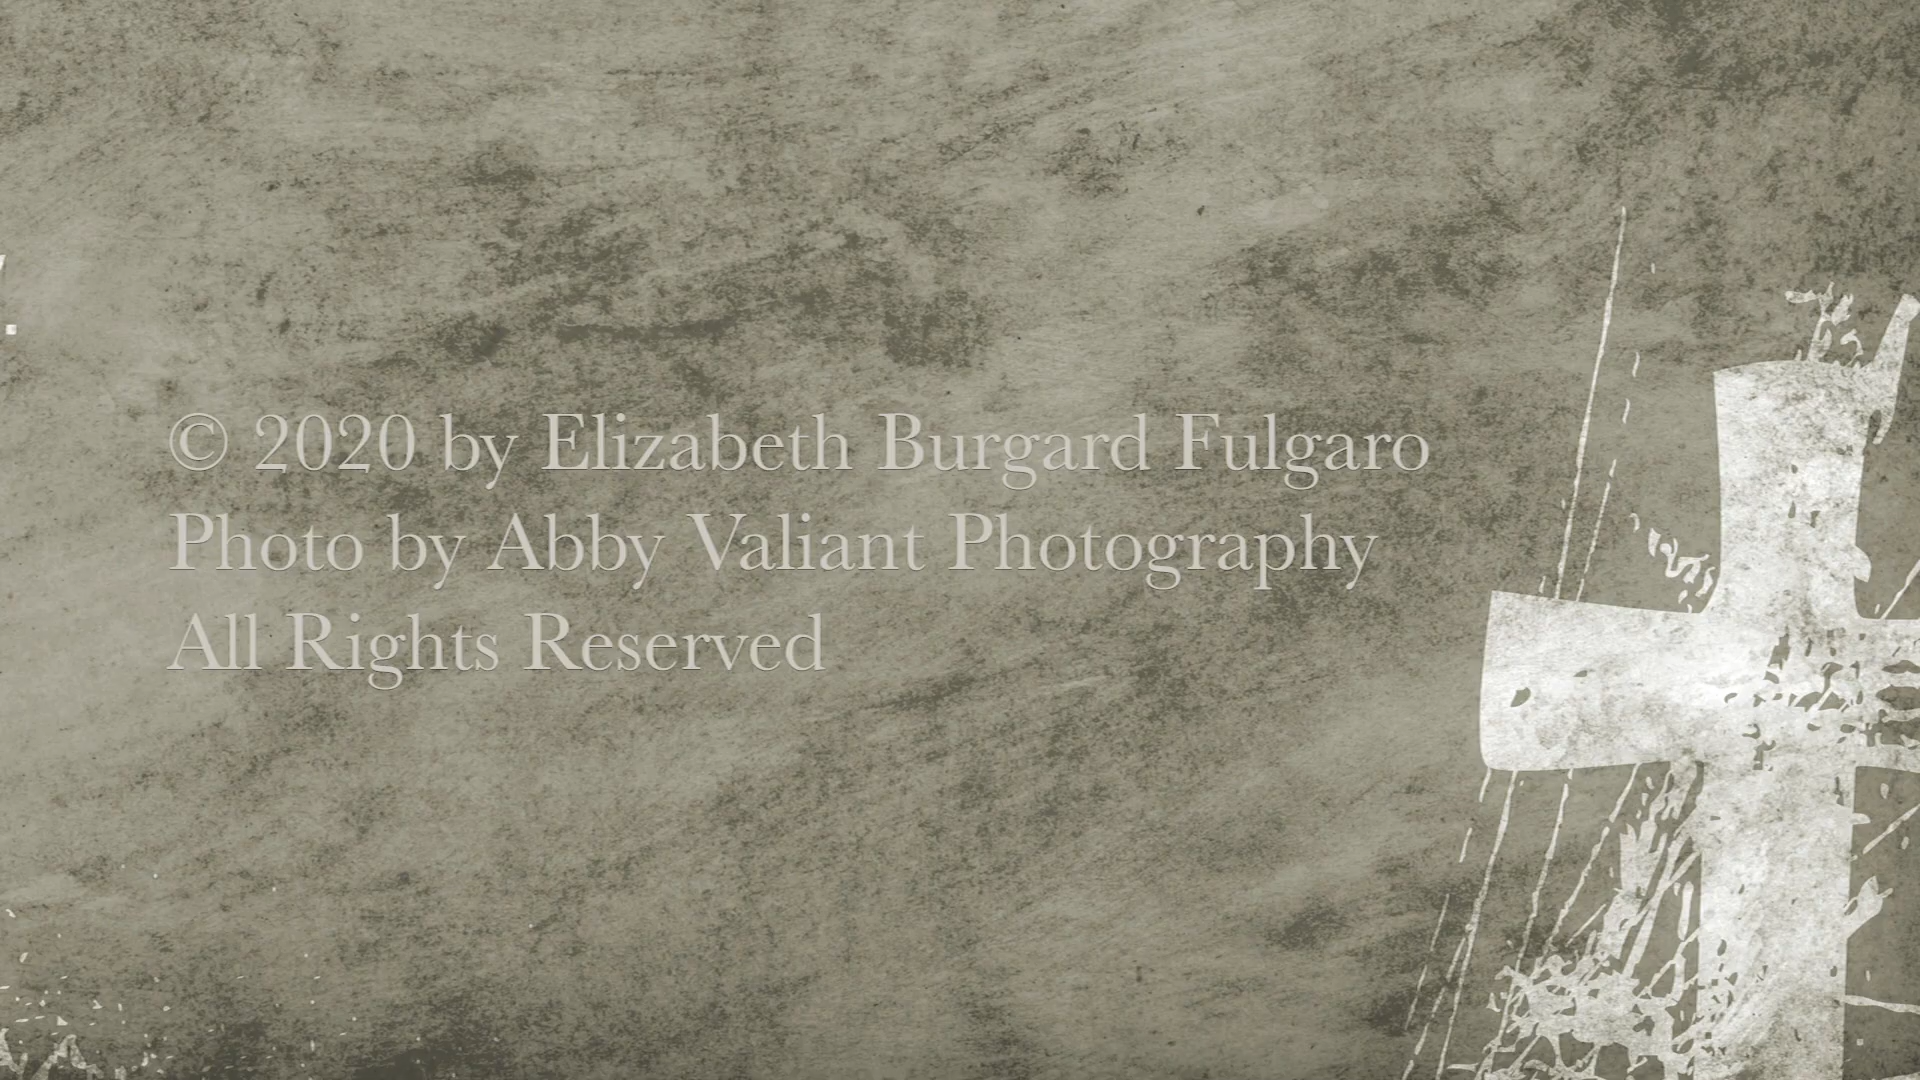 © 2020 by Elizabeth Burgard Fulgaro
Photo by Abby Valiant Photography
All Rights Reserved